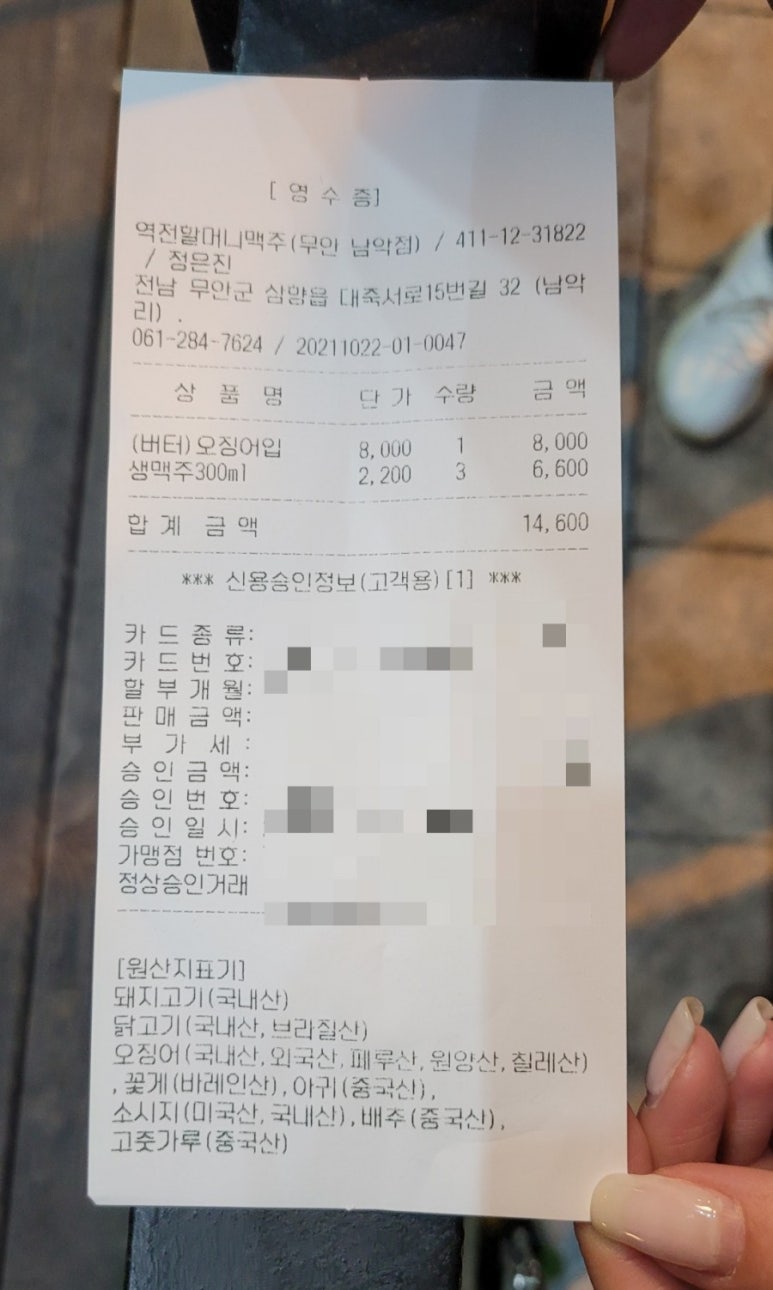 [ 영 수 증]
역전할머니맥주(무안 남악점) / 411-12-31822
/ 정은진
전남 무안군 삼향읍 대죽서로15번길 32 (남악
리) .
061-284-7624 / 20211022-01-0047
상 품 명 단 가 수량 금 액
(버터)오징어입 8,000 1 8,000
생맥주300ml 2,200 3 6,600
합 계 금 액 14,600
*** 신용승인정보(고객용)[1] ***
카 드 종 류:
카 드 번 호:
할 부 개 월:
판 매 금 액:
부 가 세 :
승 인 금 액:
승 인 번 호:
승 인 일 시:
가맹점 번호:
정상승인거래
[원산지표기]
돼지고기(국내산)
닭고기(국내산,브라질산)
오징어(국내산,외국산,페루산,원양산,칠레산)
,꽃게(바레인산),아귀(중국산),
소시지(미국산,국내산),배추(중국산),
고춧가루(중국산)